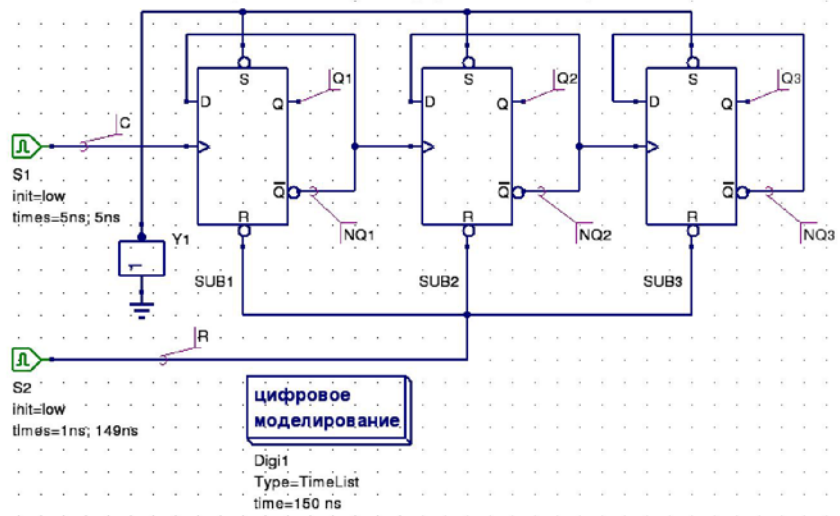 S
S
S
D
Q
Q1
D
Q
Q2
D
Q
Q3
C
S1
init=low
times=5ns; 5ns
Q
Q
Q
R
R
R
NQ1
NQ2
NQ3
Y1
1
SUB1
SUB2
SUB3
R
S2
init=low
times=1ns; 149ns
цифровое
моделирование
Digi1
Type=TimeList
time=150 ns